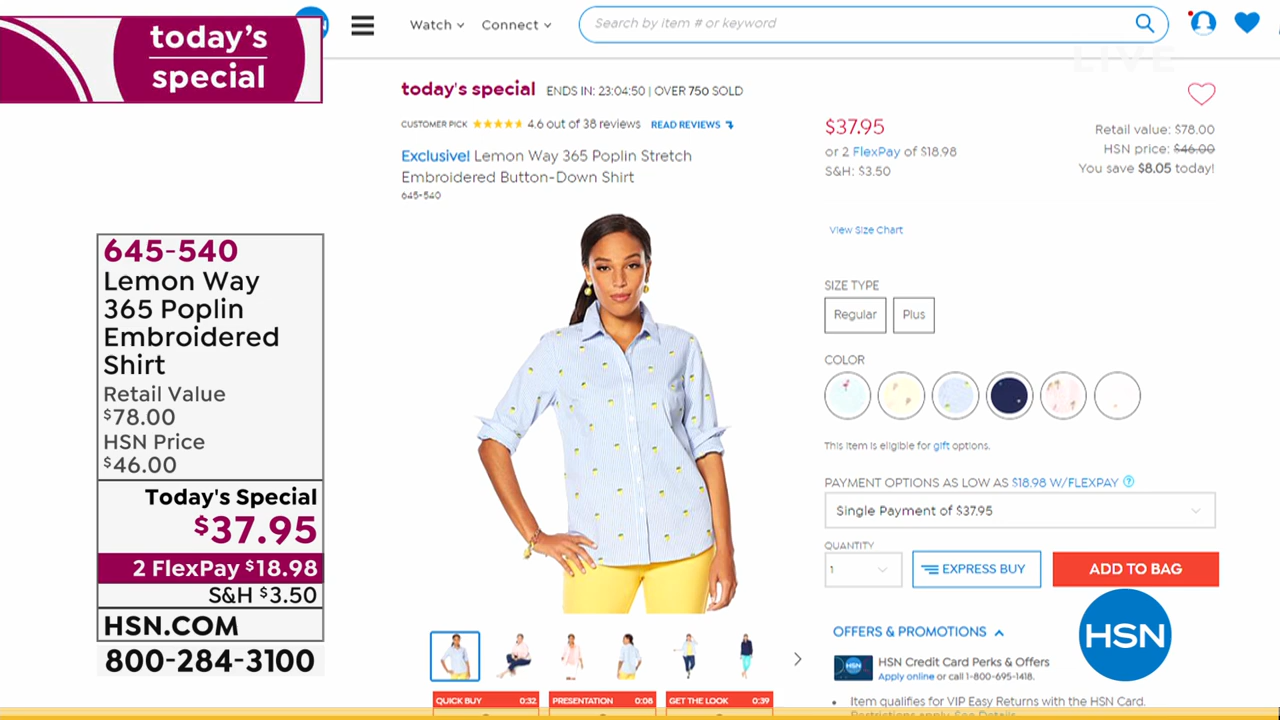 today's
special
645-540
Lemon Way
365 Poplin
Embroidered
Shirt
Retail Value
$78.00
HSN Price
$46.00
Today's Special
$37.95
2 FlexPay $18.98
S&H $3.50
HSN.COM
800-284-3100
Watch
Connect
Search by item # or keyword
LIVE
today's special ENDS IN: 23:04:50 | OVER 750 SOLD
CUSTOMER PICK 4.6 out of 38 reviews READ REVIEWS
Exclusive! Lemon Way 365 Poplin Stretch
Embroidered Button-Down Shirt
645-540
$37.95
or 2 FlexPay of $18.98
S&H: $3.50
Retail value: $78.00
HSN price: $46.00
You save $8.05 today!
View Size Chart
SIZE TYPE
Regular Plus
COLOR
This item is eligible for gift options.
PAYMENT OPTIONS AS LOW AS $18.98 W/FLEXPAY ?
Single Payment of $37.95
QUANTITY
1
EXPRESS BUY
ADD TO BAG
OFFERS & PROMOTIONS
HSN
HSN
HSN Credit Card Perks & Offers
Apply online or call 1-800-695-1418.
• Item qualifies for VIP Easy Returns with the HSN Card.
Restrictions apply. See Details
QUICK BUY 0:32
PRESENTATION 0:08
GET THE LOOK 0:39